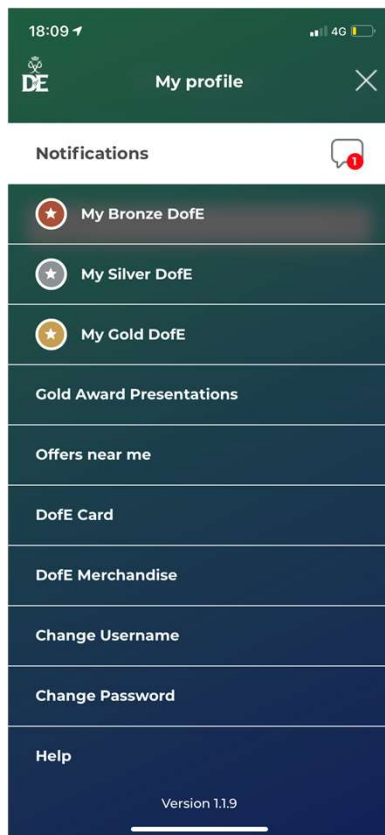 18:09
4G
DE
My profile
Notifications
1
My Bronze DofE
My Silver DofE
My Gold DofE
Gold Award Presentations
Offers near me
DofE Card
DofE Merchandise
Change Username
Change Password
Help
Version 1.1.9